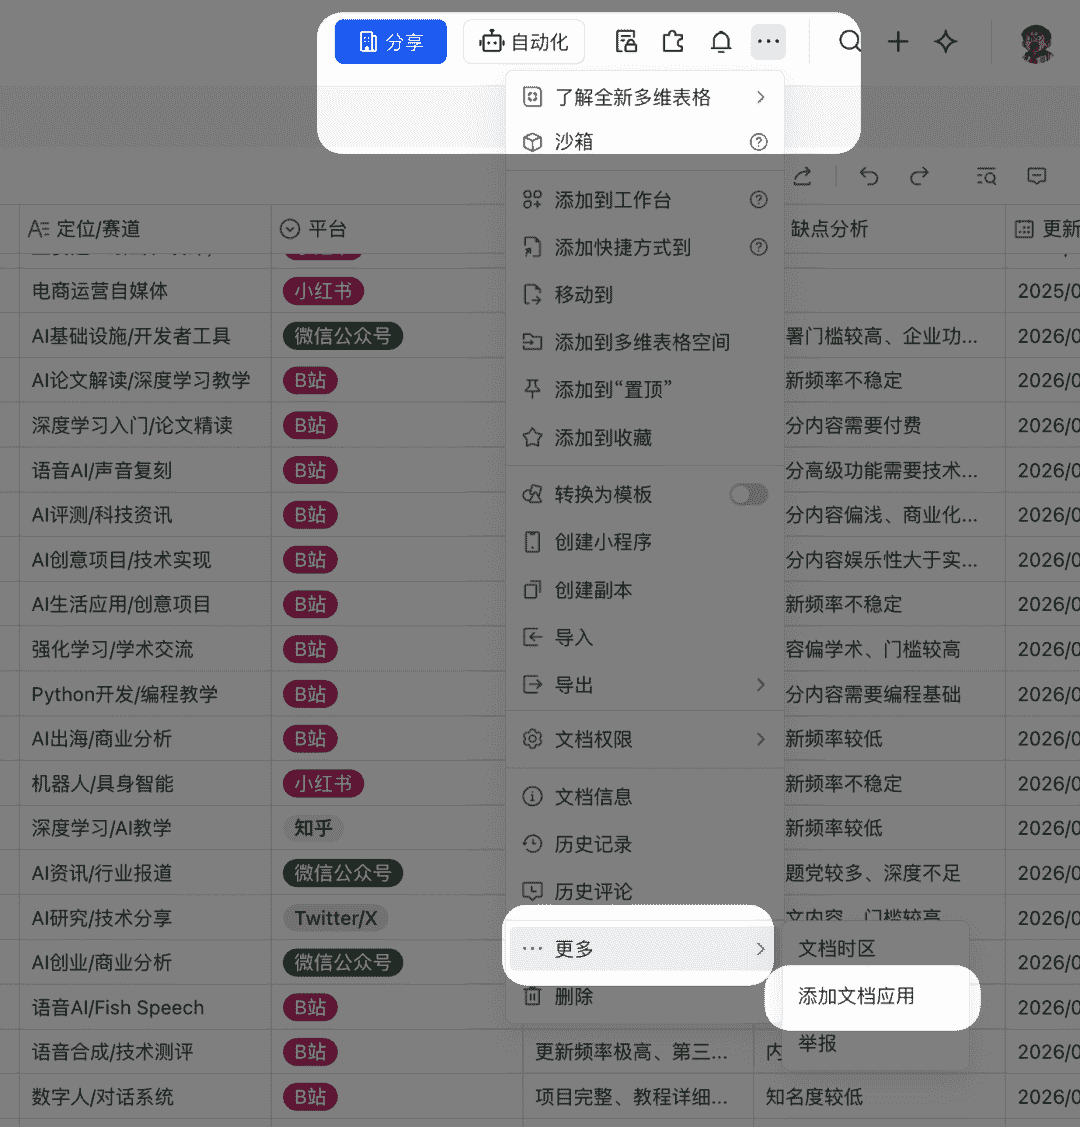 分享
自动化
了解全新多维表格
沙箱
添加到工作台
添加快捷方式到
移动到
添加到多维表格空间
添加到“置顶”
添加到收藏
转换为模板
创建小程序
创建副本
导入
导出
文档权限
文档信息
历史记录
历史评论
更多
删除
文档时区
添加文档应用
举报
定位/赛道 平台 缺点分析 更新
电商运营自媒体 小红书 2025/0
AI基础设施/开发者工具 微信公众号 署门槛较高、企业功... 2026/0
AI论文解读/深度学习教学 B站 新频率不稳定 2026/0
深度学习入门/论文精读 B站 分内容需要付费 2026/0
语音AI/声音复刻 B站 分高级功能需要技术... 2026/0
AI评测/科技资讯 B站 分内容偏浅、商业化... 2026/0
AI创意项目/技术实现 B站 分内容娱乐性大于实... 2026/0
AI生活应用/创意项目 B站 新频率不稳定 2026/0
强化学习/学术交流 B站 容偏学术、门槛较高 2026/0
Python开发/编程教学 B站 分内容需要编程基础 2026/0
AI出海/商业分析 B站 新频率较低 2026/0
机器人/具身智能 小红书 新频率不稳定 2026/0
深度学习/AI教学 知乎 新频率较低 2026/0
AI资讯/行业报道 微信公众号 题党较多、深度不足 2026/0
AI研究/技术分享 Twitter/X 文内容、门槛较高 2026/0
AI创业/商业分析 微信公众号 2026/0
语音AI/Fish Speech B站 2026/0
语音合成/技术测评 B站 更新频率极高、第三... 内 2026/0
数字人/对话系统 B站 项目完整、教程详细... 知名度较低 2026/0